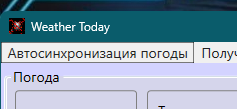 Weather Today
Автосинхронизация погоды
Погода